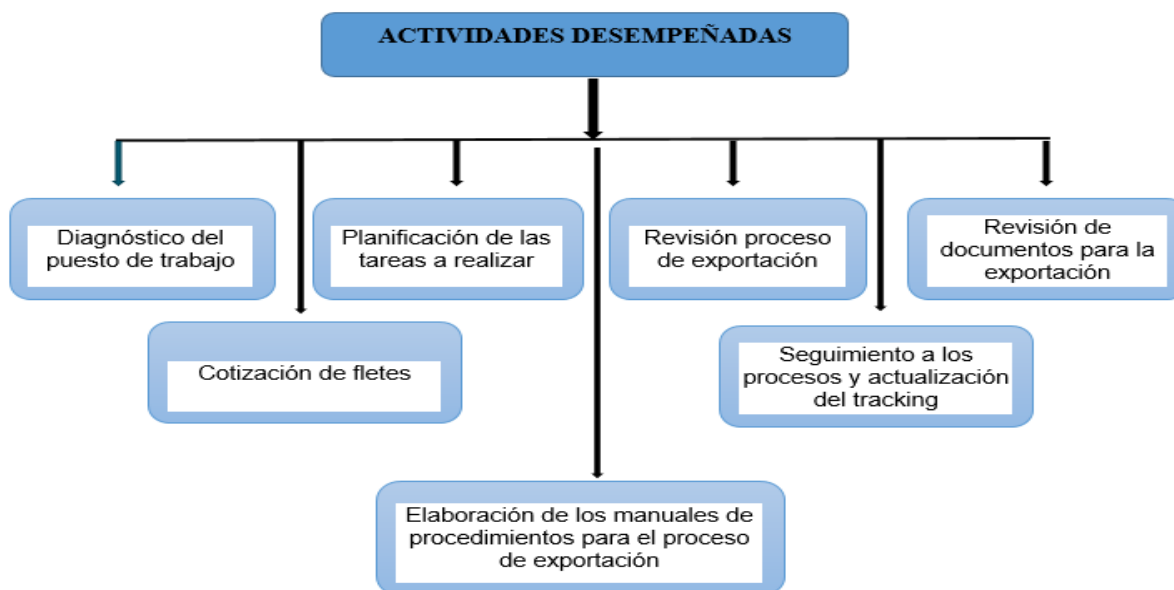 ACTIVIDADES DESEMPEÑADAS
Diagnóstico del
puesto de trabajo
Planificación de las
tareas a realizar
Revisión proceso
de exportación
Revisión de
documentos para la
exportación
Cotización de fletes
Seguimiento a los
procesos y actualización
del tracking
Elaboración de los manuales de
procedimientos para el proceso
de exportación